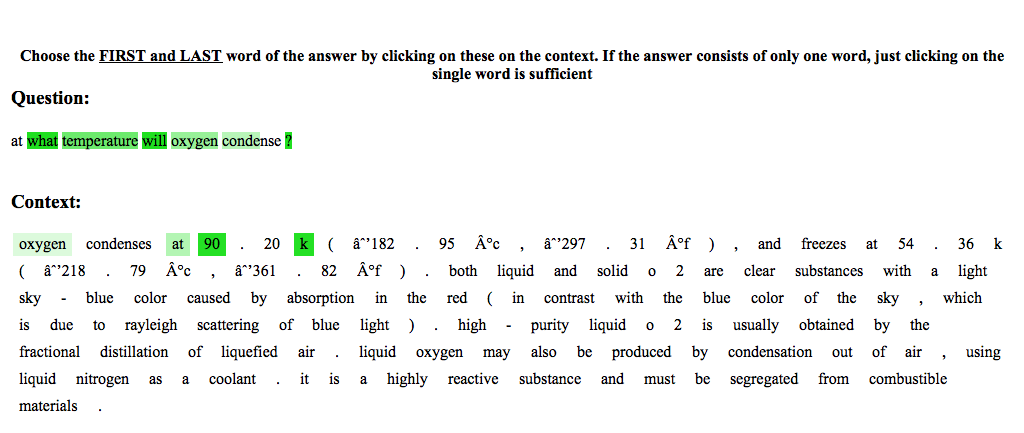 Choose the FIRST and LAST word of the answer by clicking on these on the context. If the answer consists of only one word, just clicking on the
single word is sufficient
Question:
at what temperature will oxygen condense ?
Context:
oxygen condenses at 90 . 20 k ( âˆ’182 . 95 Â°c , âˆ’297 . 31 Â°f ) , and freezes at 54 . 36 k
( âˆ’218 . 79 Â°c , âˆ’361 . 82 Â°f ) . both liquid and solid o 2 are clear substances with a light
sky - blue color caused by absorption in the red ( in contrast with the blue color of the sky , which
is due to rayleigh scattering of blue light ) . high - purity liquid o 2 is usually obtained by the
fractional distillation of liquefied air . liquid oxygen may also be produced by condensation out of air , using
liquid nitrogen as a coolant . it is a highly reactive substance and must be segregated from combustible
materials .